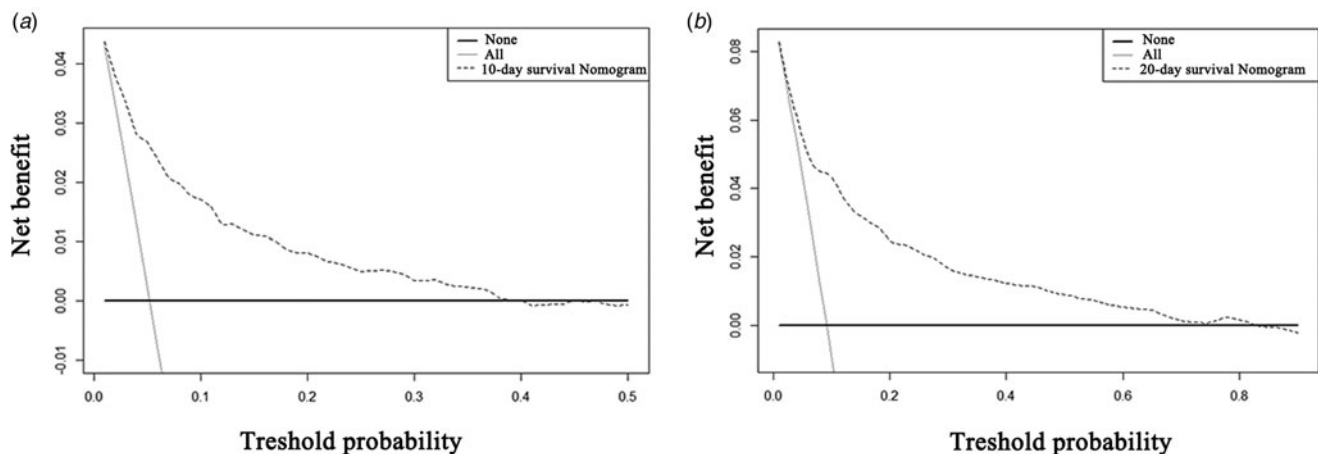 (a)
None
All
10-day survival Nomogram
Net benefit
0.04
0.03
0.02
0.01
0.00
-0.01
0.0 0.1 0.2 0.3 0.4 0.5
Treshold probability
(b)
None
All
20-day survival Nomogram
Net benefit
0.08
0.06
0.04
0.02
0.00
0.0 0.2 0.4 0.6 0.8
Treshold probability